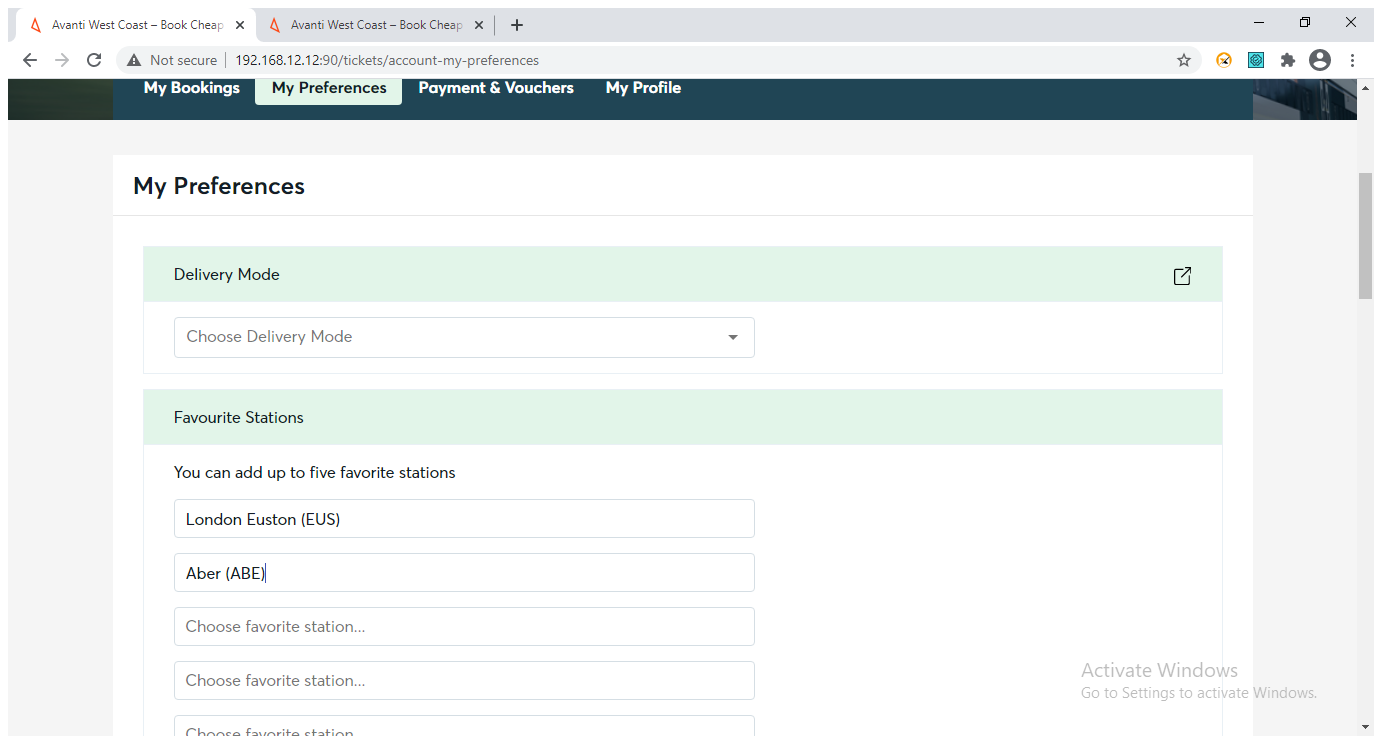 Avanti West Coast – Book Cheap
Avanti West Coast – Book Cheap
Not secure
192.168.12.12:90/tickets/account-my-preferences
My Bookings
My Preferences
Payment & Vouchers
My Profile
My Preferences
Delivery Mode
Choose Delivery Mode
Favourite Stations
You can add up to five favorite stations
London Euston (EUS)
Aber (ABE)
Choose favorite station...
Choose favorite station...
Choose favorite station
Activate Windows
Go to Settings to activate Windows.